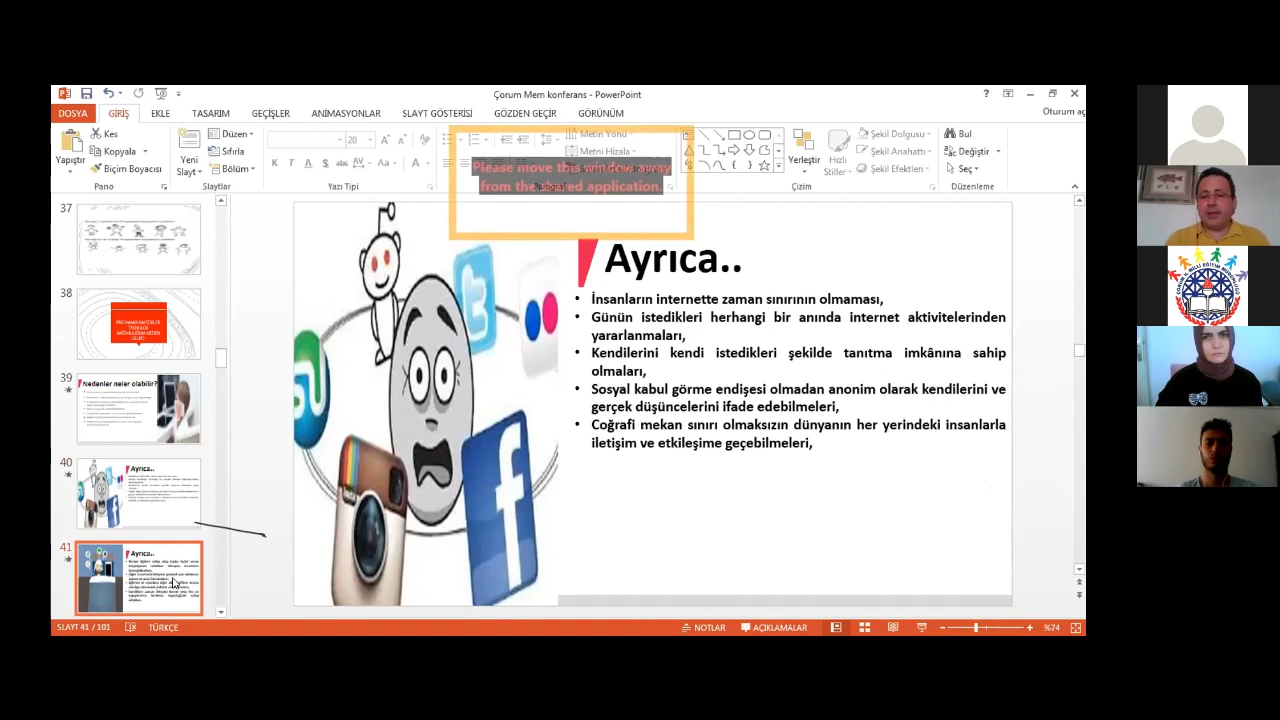 Çorum Mem konferans - PowerPoint
DOSYA GİRİŞ EKLE TASARIM GEÇİŞLER ANİMASYONLAR SLAYT GÖSTERİSİ GÖZDEN GEÇİR GÖRÜNÜM Oturum aç
Yapıştır
Kes
Kopyala
Biçim Boyacısı
Pano
Yeni Slayt
Düzen
Sıfırla
Bölüm
Slaytlar
20
Yazı Tipi
Metin Yönü
Metni Hizala
Please move this window away
from the shared application.
Yerleştir
Hızlı Stiller
Şekil Dolgusu
Şekil Anahattı
Şekil Efektleri
Çizim
Bul
Değiştir
Seç
Düzenleme
37
38
39
Nedenler neler olabilir?
40
Ayrıca..
41
Ayrıca..
Ayrıca..
• İnsanların internette zaman sınırının olmaması,
• Günün istedikleri herhangi bir anında internet aktivitelerinden
yararlanmaları,
• Kendilerini kendi istedikleri şekilde tanıtma imkânına sahip
olmaları,
• Sosyal kabul görme endişesi olmadan anonim olarak kendilerini ve
gerçek düşüncelerini ifade edebilmeleri,
• Coğrafi mekan sınırı olmaksızın dünyanın her yerindeki insanlarla
iletişim ve etkileşime geçebilmeleri,
SLAYT 41 / 101 TÜRKÇE NOTLAR AÇIKLAMALAR %74